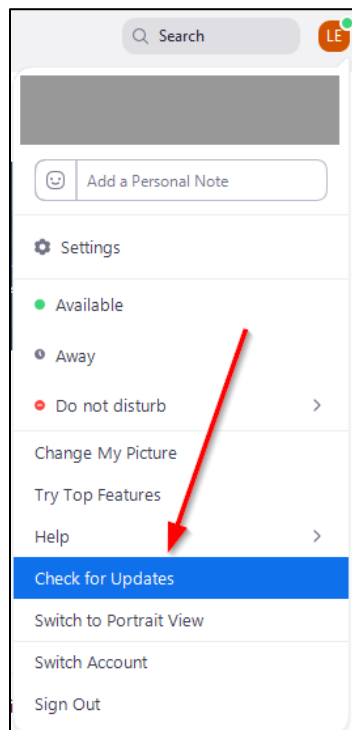 Search
LE
Add a Personal Note
Settings
Available
Away
Do not disturb
Change My Picture
Try Top Features
Help
Check for Updates
Switch to Portrait View
Switch Account
Sign Out